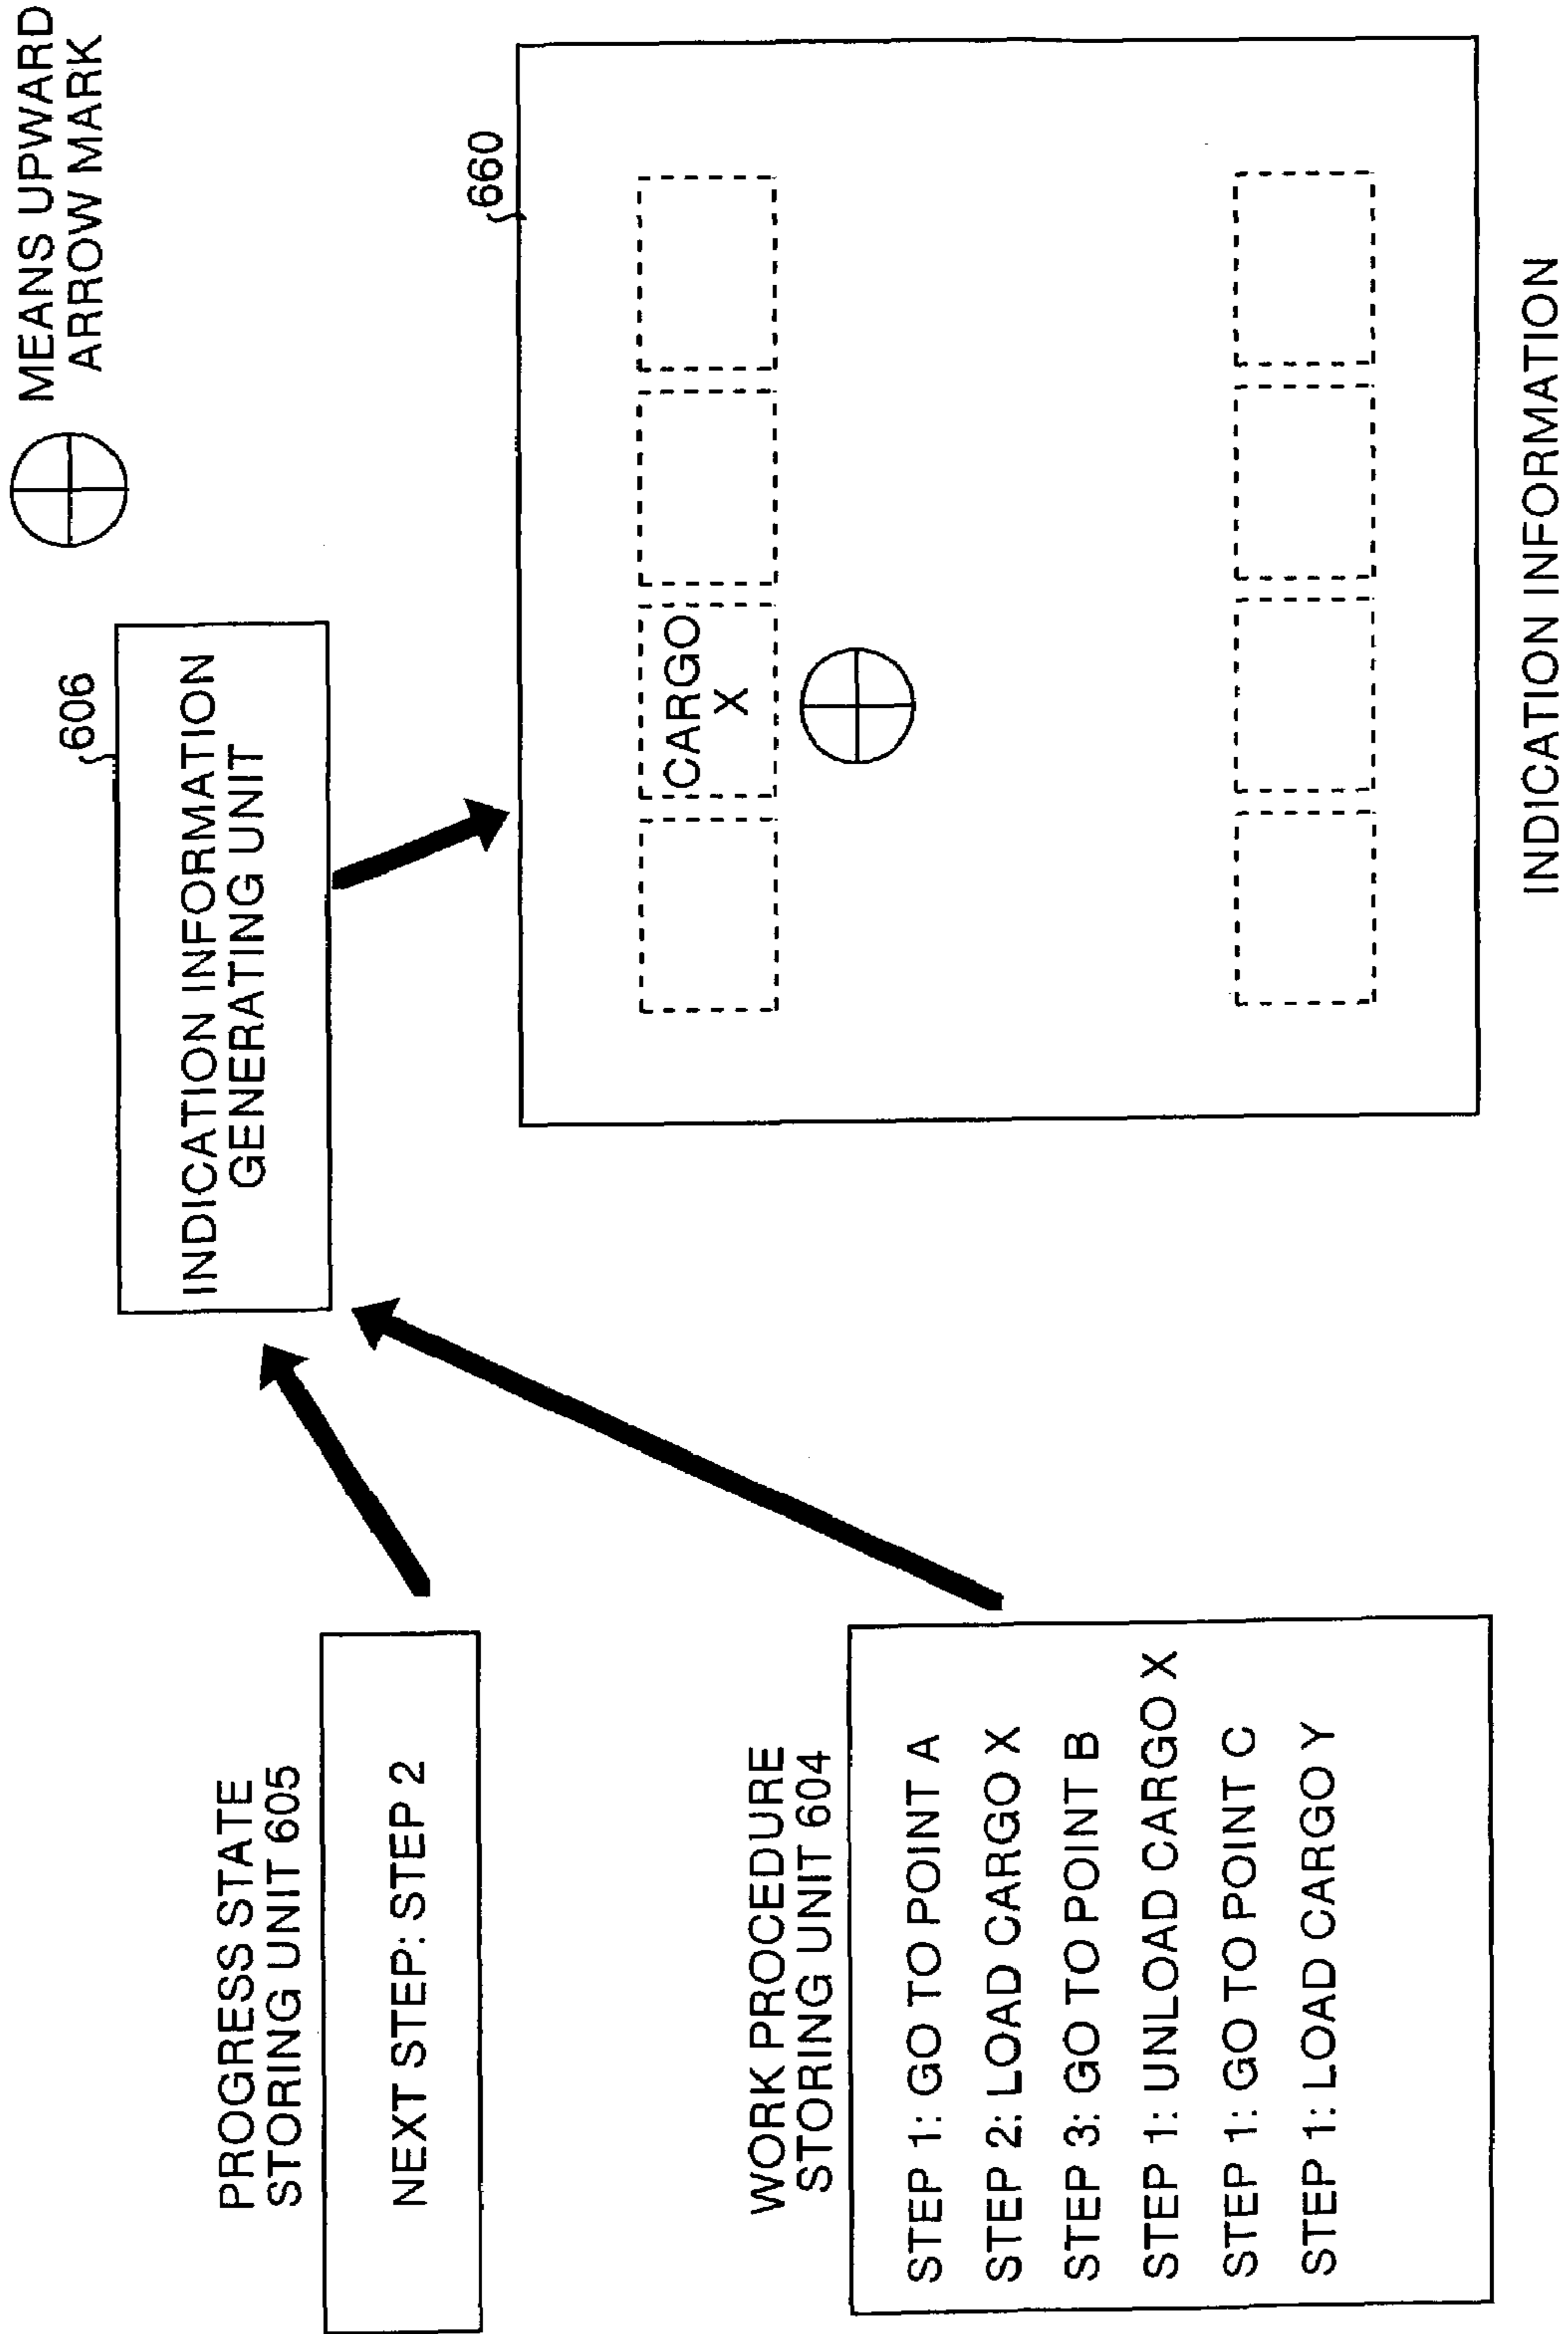 PROGRESS STATE
STORING UNIT 605
NEXT STEP: STEP 2
WORK PROCEDURE
STORING UNIT 604
STEP 1: GO TO POINT A
STEP 2: LOAD CARGO X
STEP 3: GO TO POINT B
STEP 1: UNLOAD CARGO X
STEP 1: GO TO POINT C
STEP 1: LOAD CARGO Y
606
INDICATION INFORMATION
GENERATING UNIT
MEANS UPWARD
ARROW MARK
660
CARGO
X
INDICATION INFORMATION